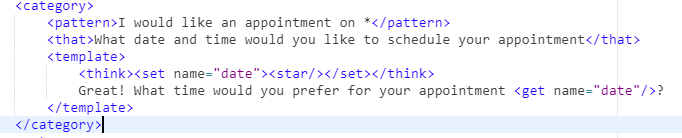 <category>
<pattern>I would like an appointment on *</pattern>
<that>What date and time would you like to schedule your appointment</that>
<template>
<think><set name="date"><star/></set></think>
Great! What time would you prefer for your appointment <get name="date"/>?
</template>
</category>